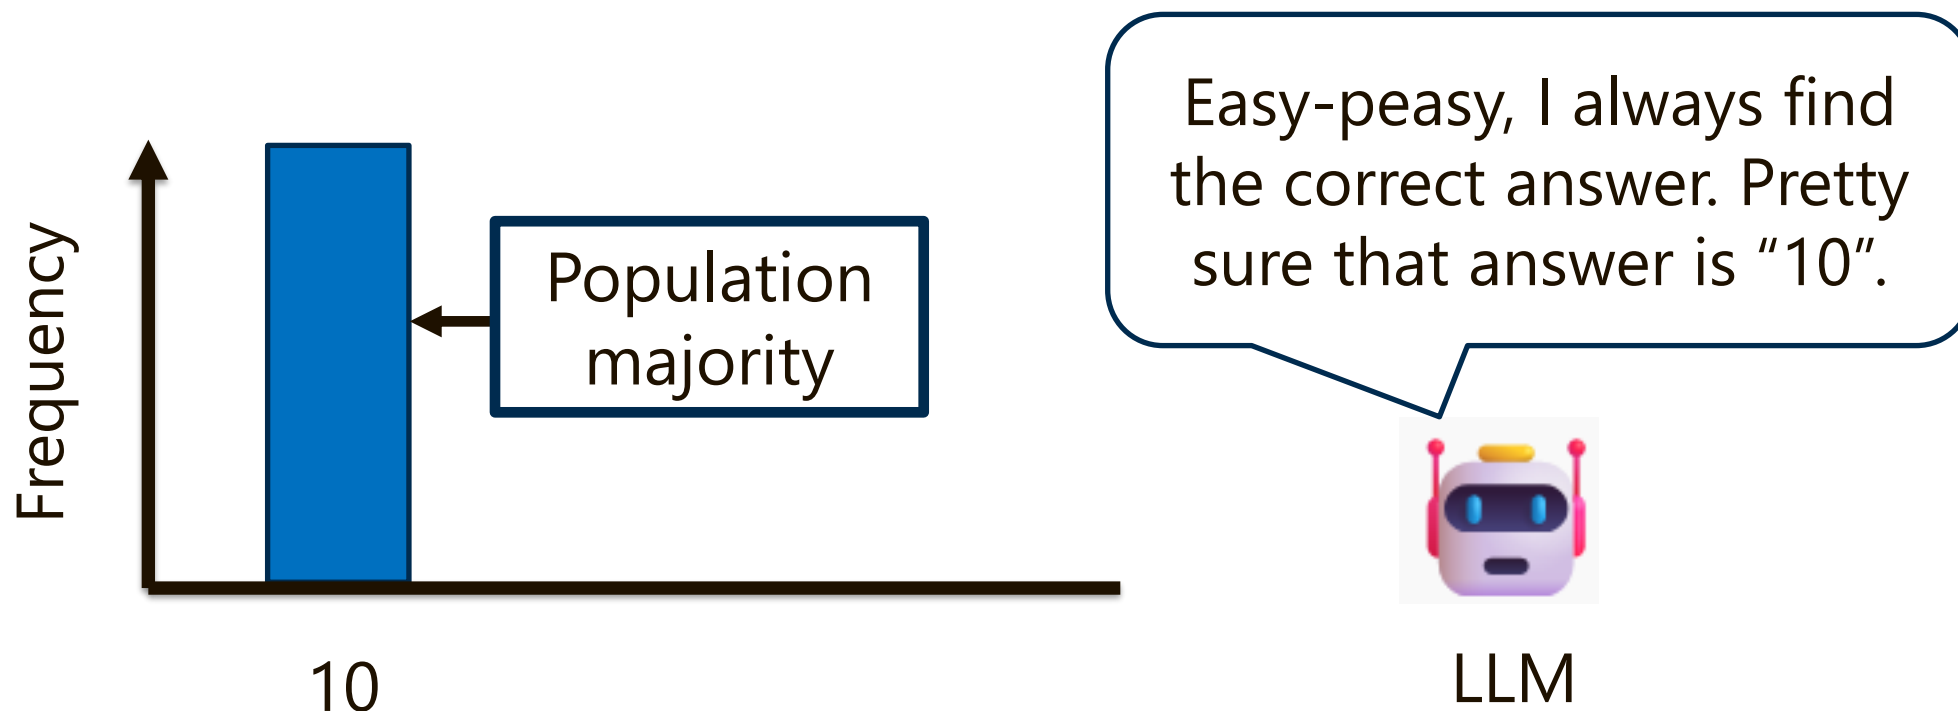 Frequency
Population
majority
10
Easy-peasy, I always find
the correct answer. Pretty
sure that answer is “10”.
LLM